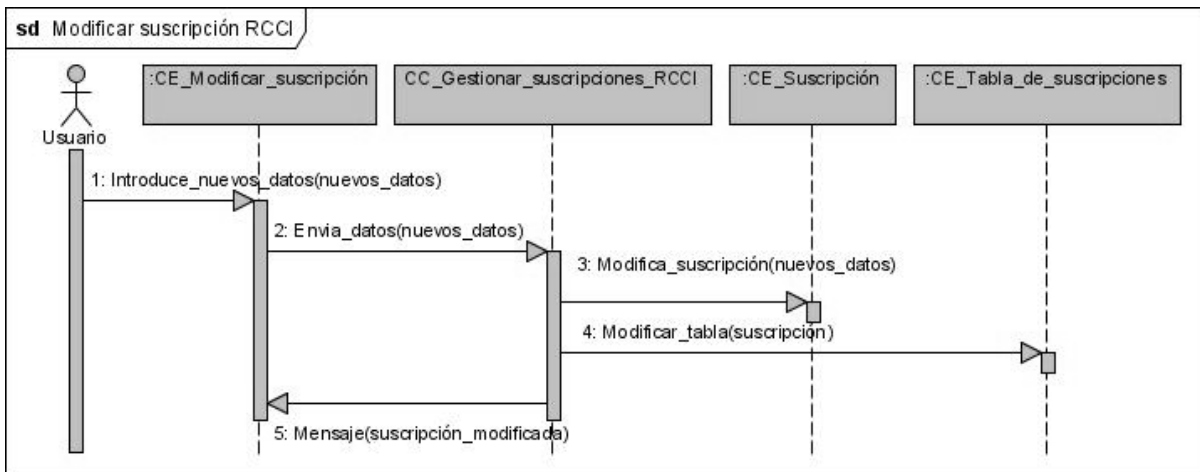 sd Modificar suscripción RCCI
:CE_Modificar_suscripción
CC_Gestionar_suscripciones_RCCI
:CE_Suscripción
:CE_Tabla_de_suscripciones
Usuario
1: Introduce_nuevos_datos(nuevos_datos)
2: Envia_datos(nuevos_datos)
3: Modifica_suscripción(nuevos_datos)
4: Modificar_tabla(suscripción)
5: Mensaje(suscripción_modificada)